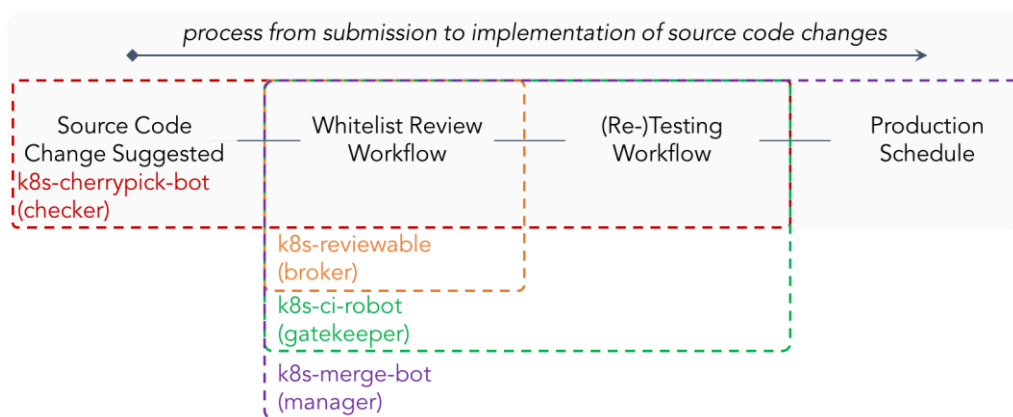 process from submission to implementation of source code changes
Source Code
Change Suggested
k8s-cherrypick-bot
(checker)
Whitelist Review
Workflow
(Re-)Testing
Workflow
Production
Schedule
k8s-reviewable
(broker)
k8s-ci-robot
(gatekeeper)
k8s-merge-bot
(manager)